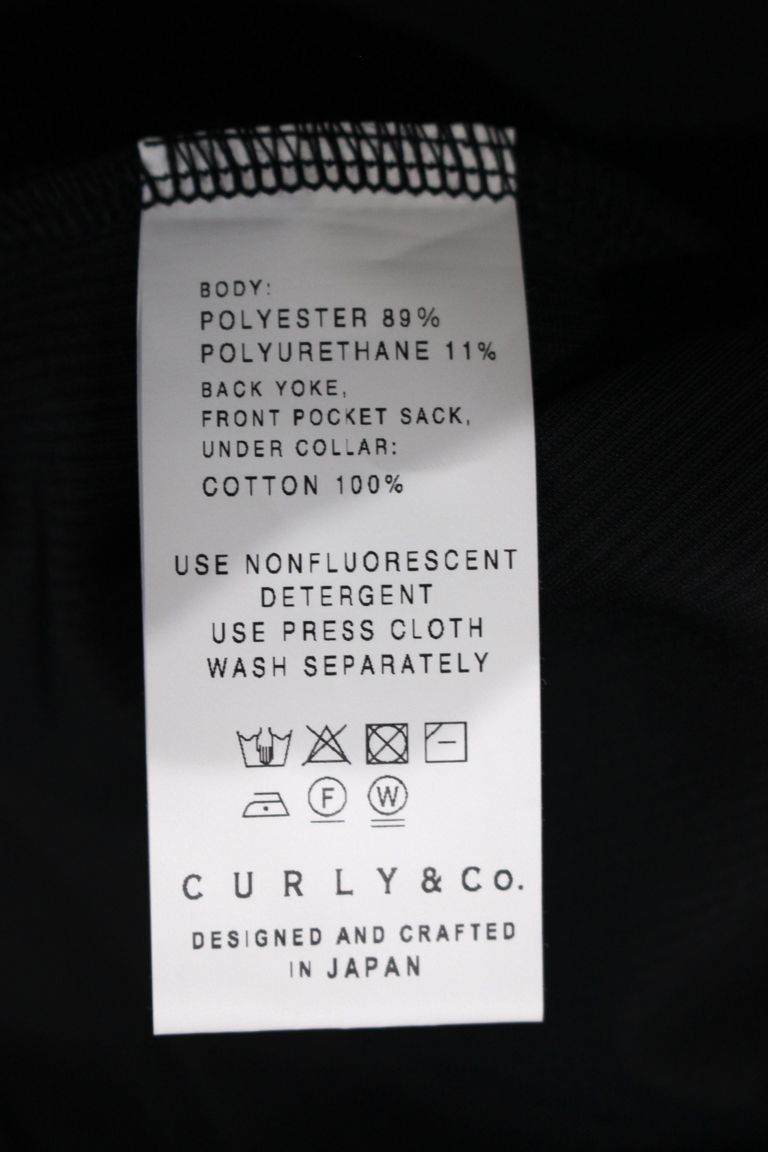 BODY:
POLYESTER 89%
POLYURETHANE 11%
BACK YOKE,
FRONT POCKET SACK,
UNDER COLLAR:
COTTON 100%
USE NONFLUORESCENT
DETERGENT
USE PRESS CLOTH
WASH SEPARATELY
F W
CURLY & Co.
DESIGNED AND CRAFTED
IN JAPAN